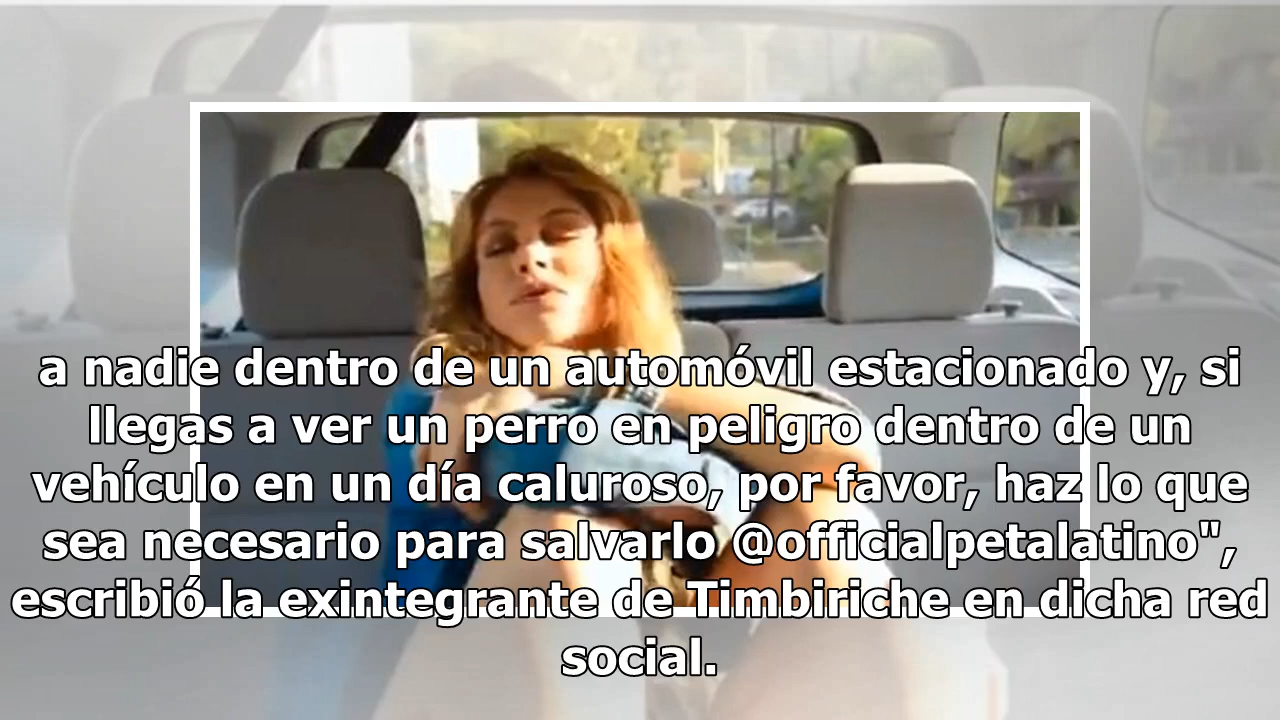 a nadie dentro de un automóvil estacionado y, si
llegas a ver un perro en peligro dentro de un
vehículo en un día caluroso, por favor, haz lo que
sea necesario para salvarlo @officialpetalatino",
escribió la exintegrante de Timbiriche en dicha red
social.